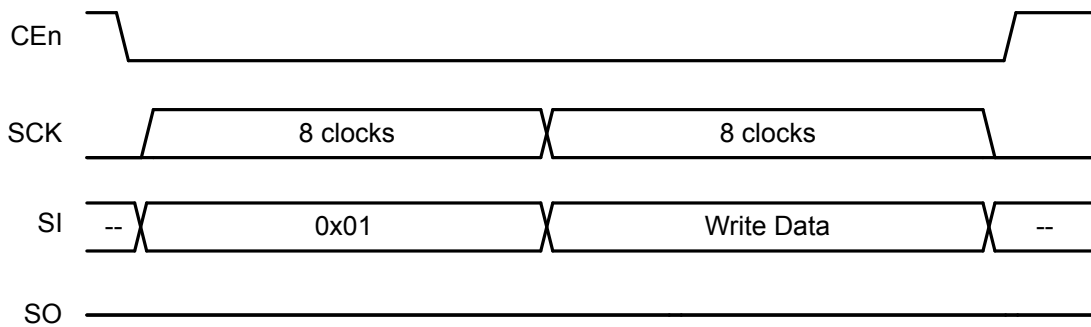 CEn
SCK 8 clocks 8 clocks
SI -- 0x01 Write Data --
SO